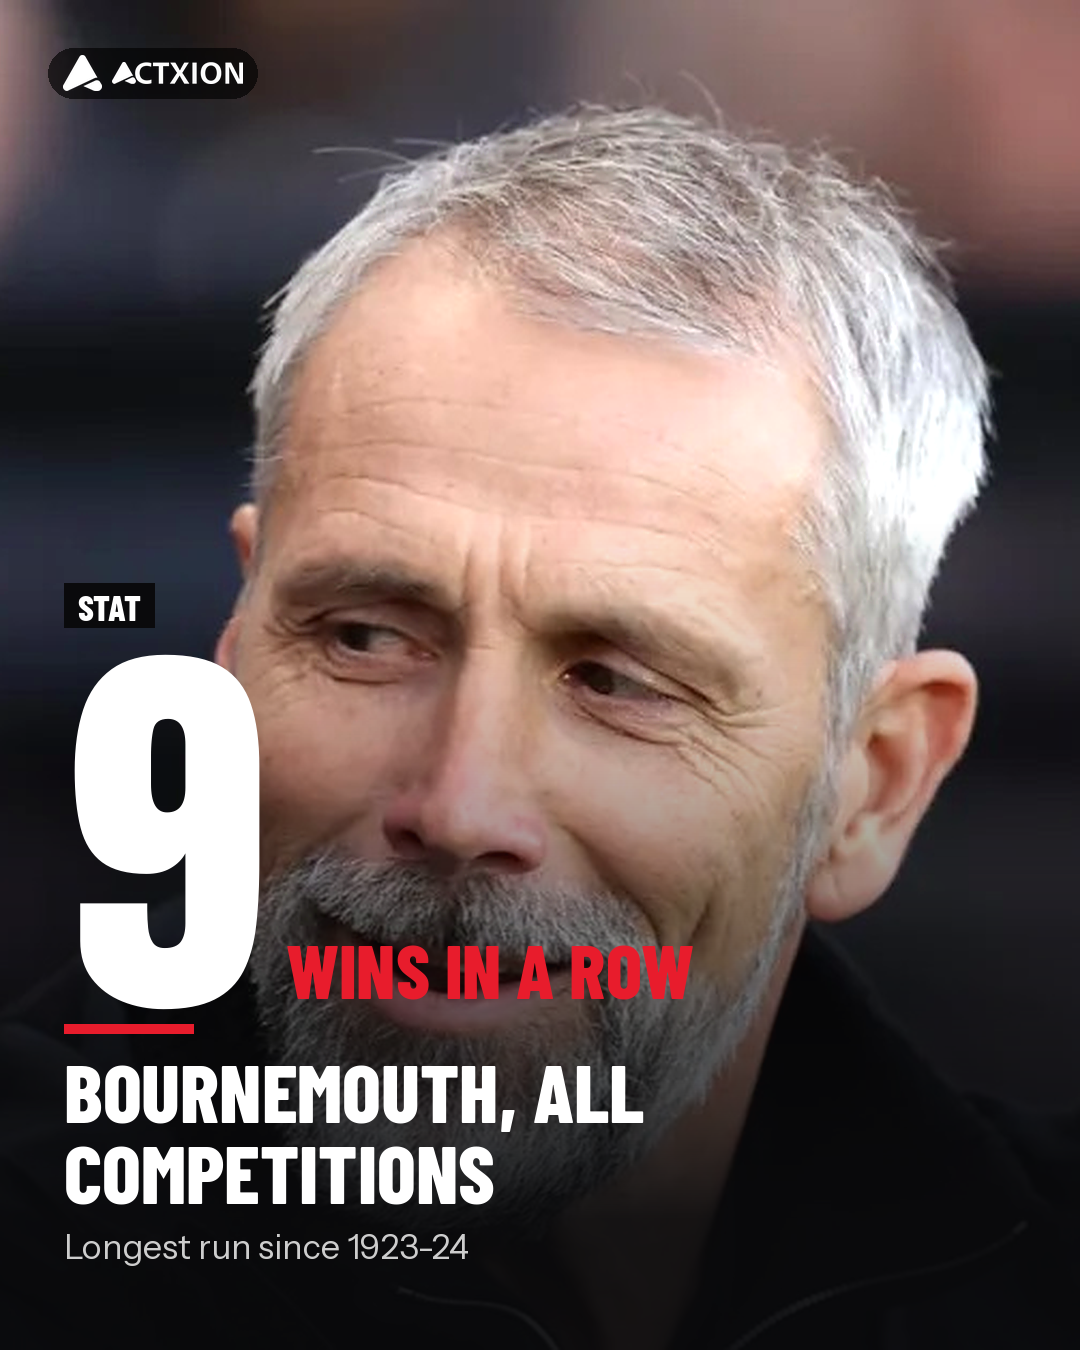 ACTXION
STAT
9
WINS IN A ROW
BOURNEMOUTH, ALL
COMPETITIONS
Longest run since 1923-24